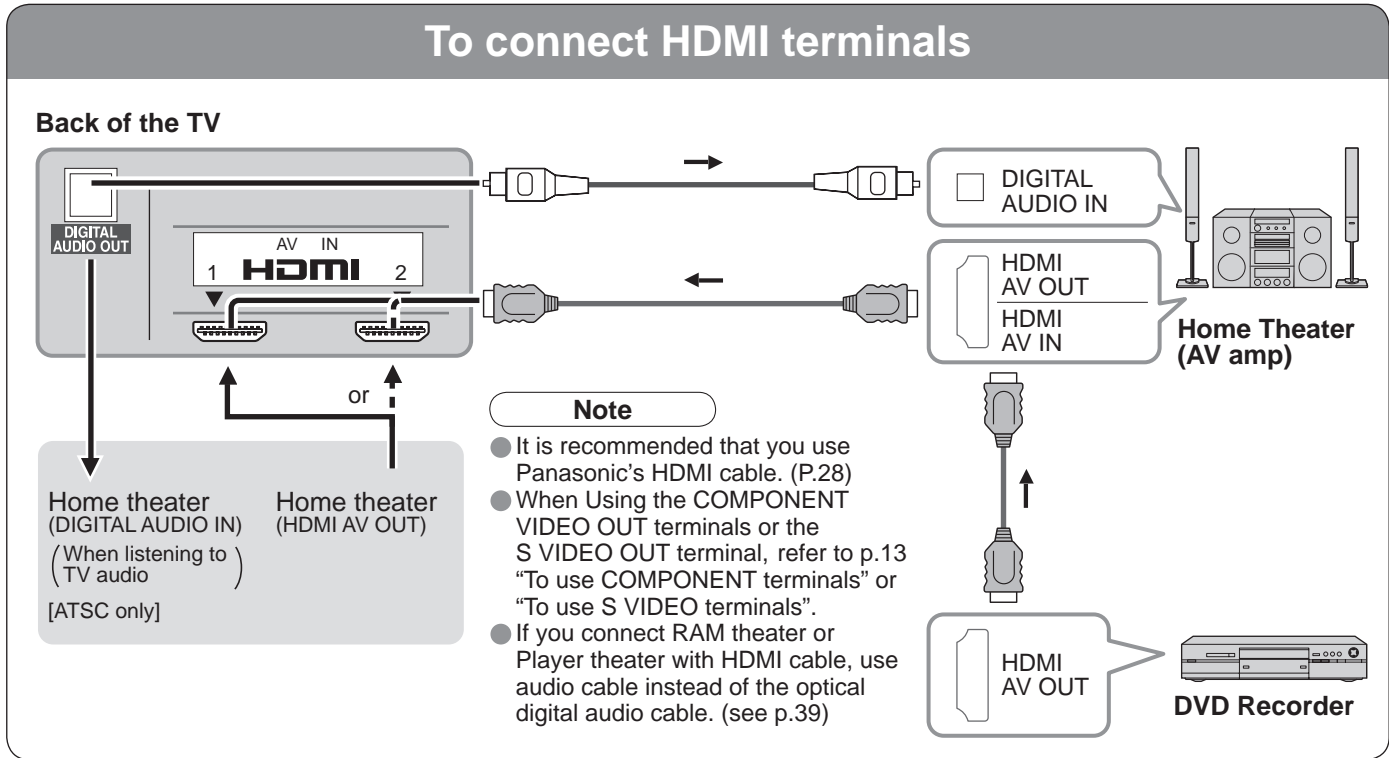 To connect HDMI terminals
Back of the TV
DIGITAL
AUDIO OUT
AV IN
1 HDMI 2
DIGITAL
AUDIO IN
HDMI
AV OUT
HDMI
AV IN
Home Theater
(AV amp)
or
Home theater
(DIGITAL AUDIO IN)
(When listening to
TV audio)
[ATSC only]
Home theater
(HDMI AV OUT)
Note
● It is recommended that you use
Panasonic's HDMI cable. (P.28)
● When Using the COMPONENT
VIDEO OUT terminals or the
S VIDEO OUT terminal, refer to p.13
“To use COMPONENT terminals” or
“To use S VIDEO terminals”.
● If you connect RAM theater or
Player theater with HDMI cable, use
audio cable instead of the optical
digital audio cable. (see p.39)
HDMI
AV OUT
DVD Recorder